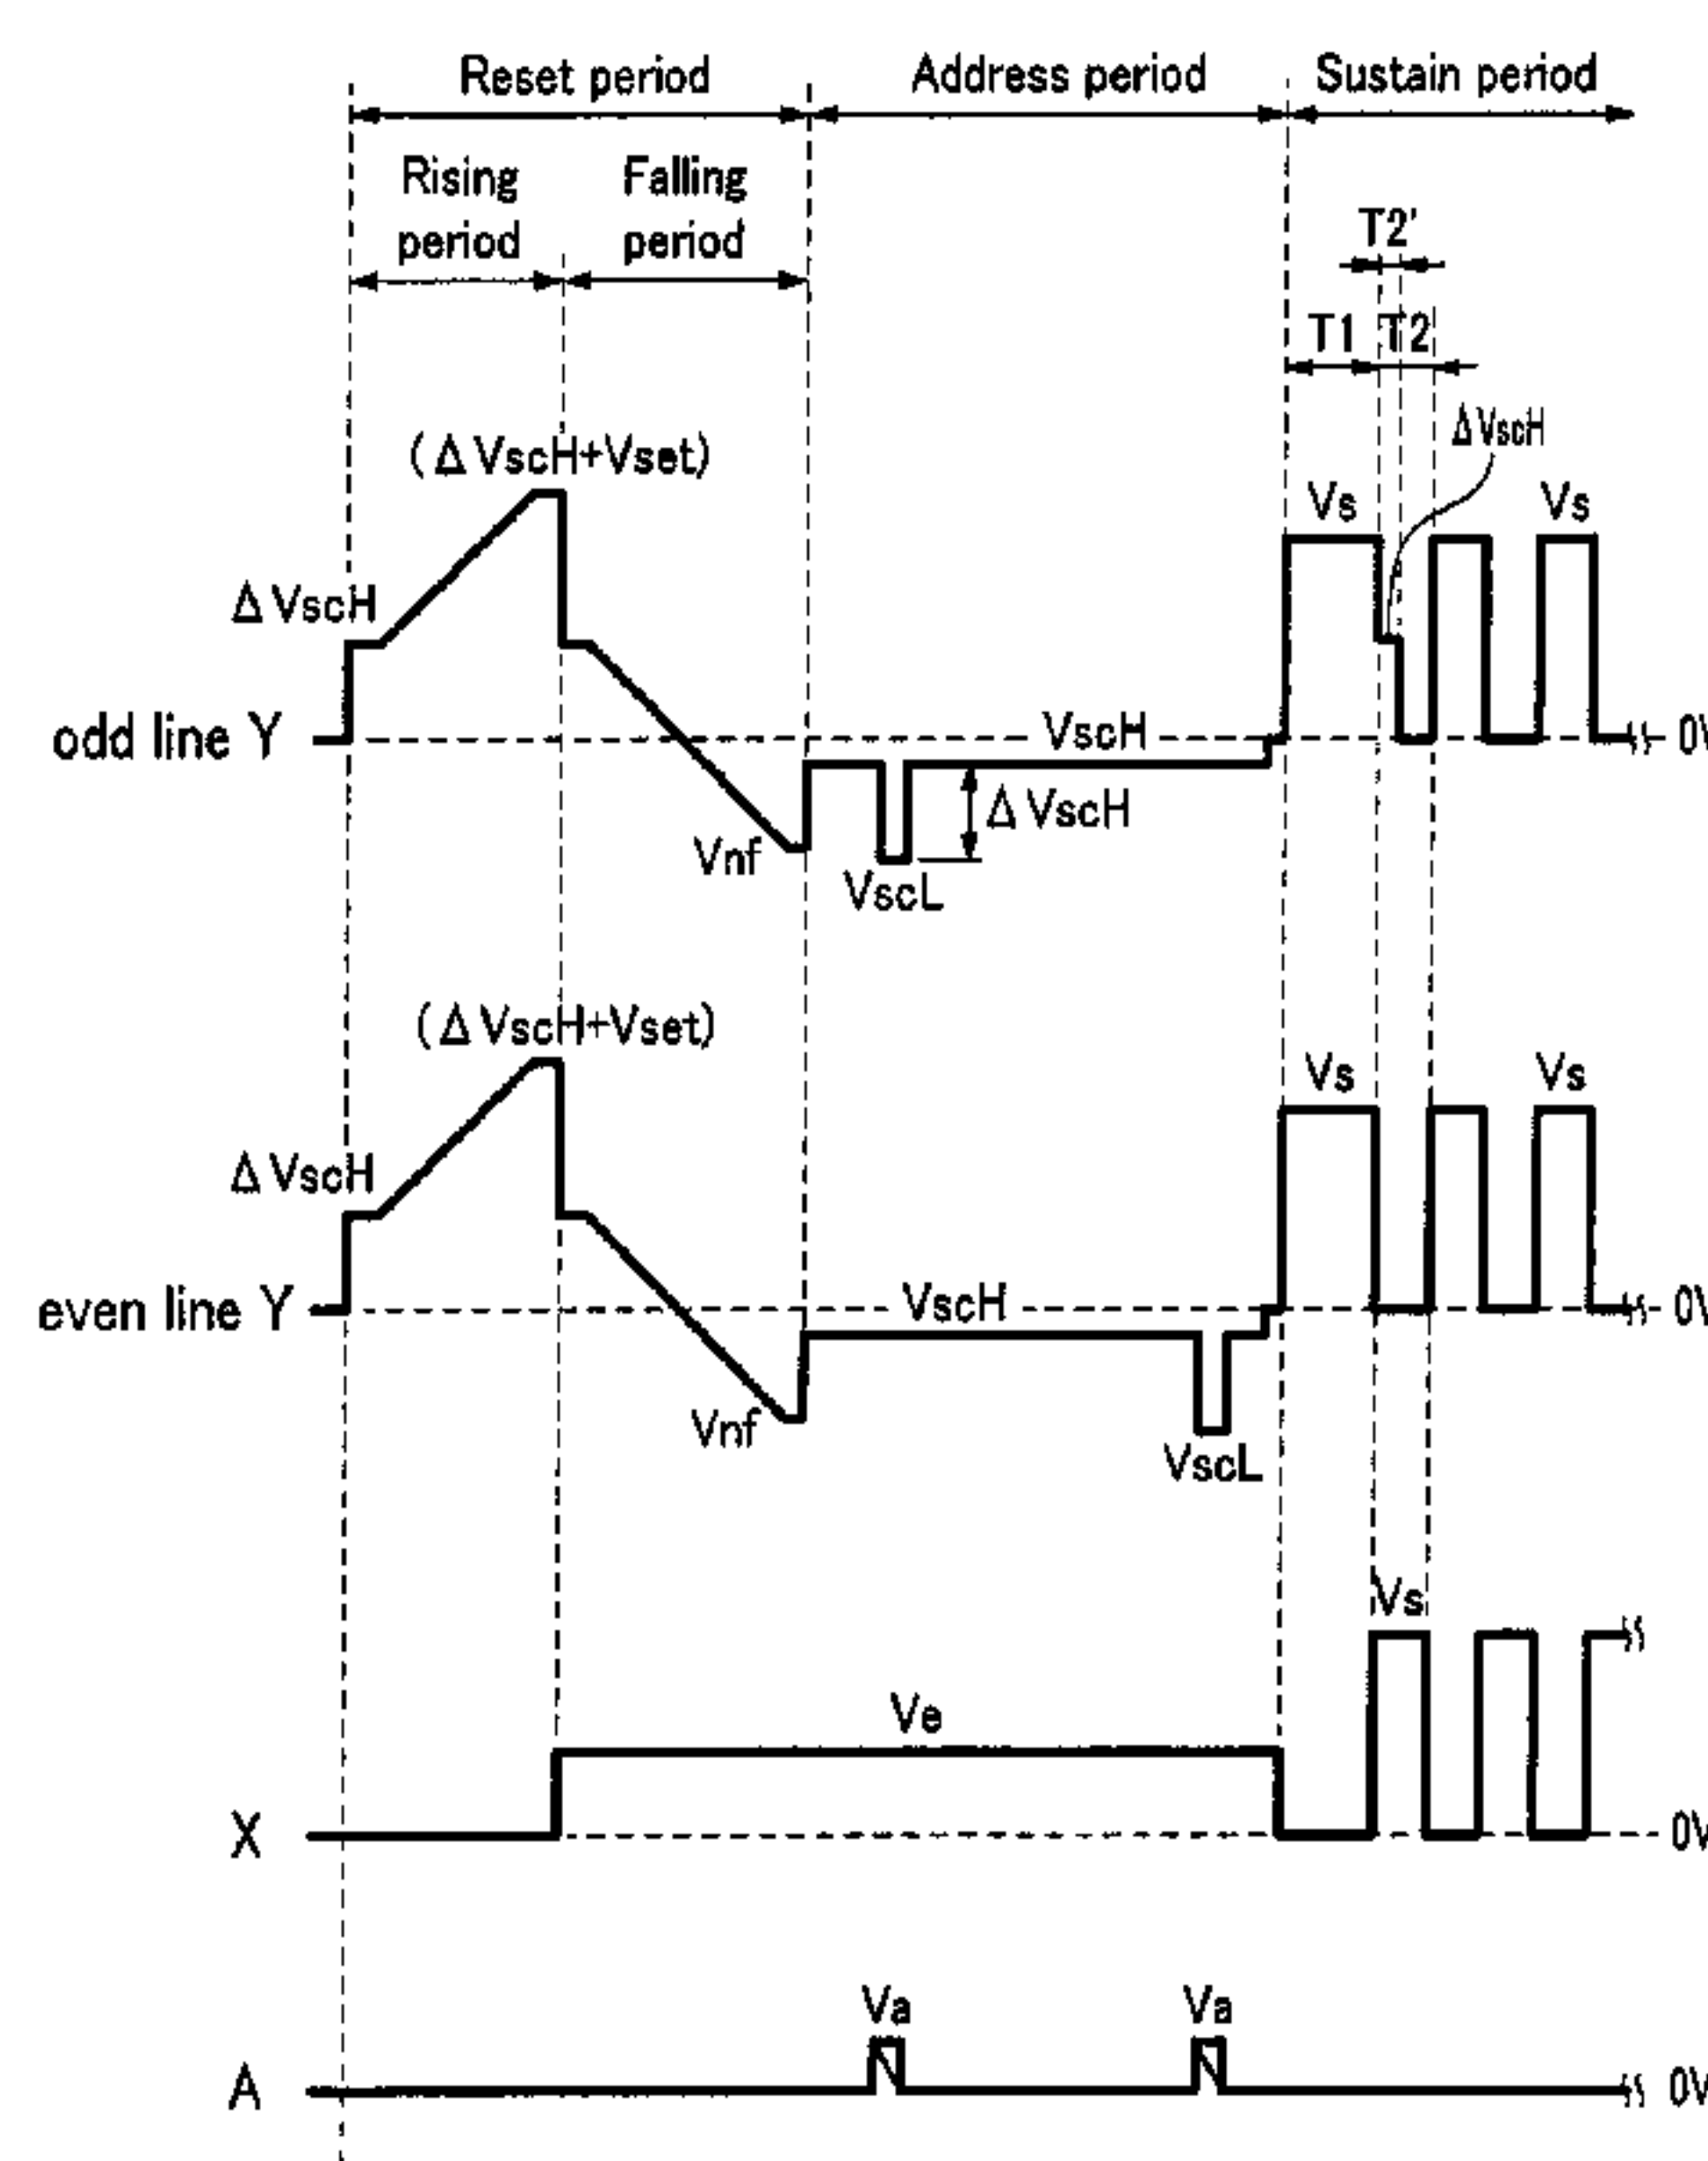 Reset period
Address period
Sustain period
Rising
period
Falling
period
T2'
T1
T2
ΔVscH
(ΔVscH+Vset)
Vs
Vs
ΔVscH
odd line Y
VscH
0V
ΔVscH
Vnf
VscL
(ΔVscH+Vset)
Vs
Vs
ΔVscH
even line Y
VscH
0V
Vnf
VscL
Vs
Ve
X
0V
Va
Va
A
0V